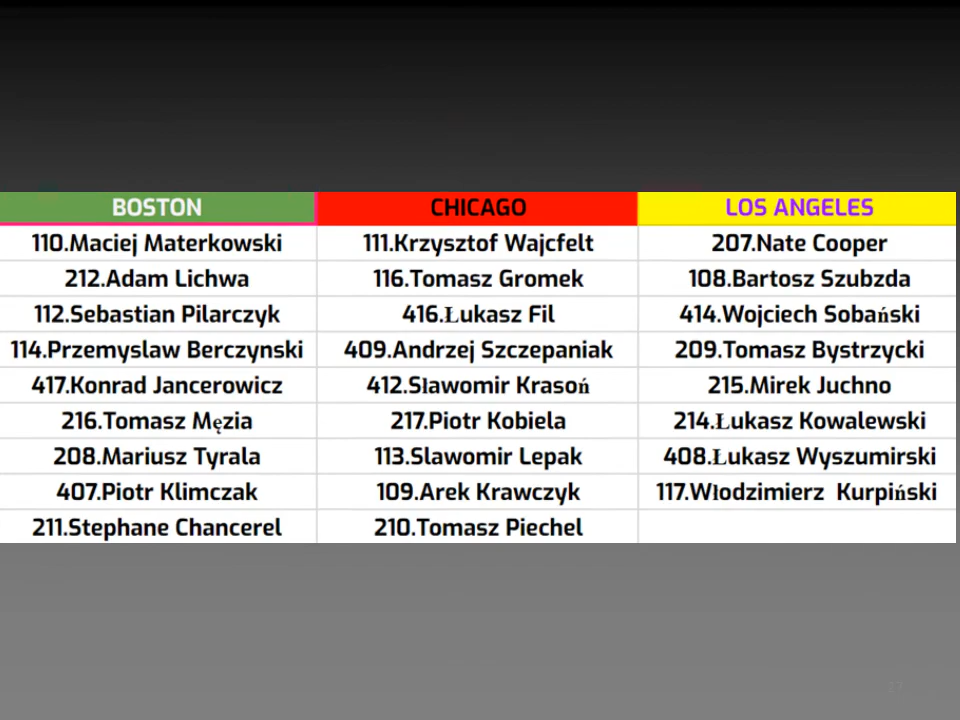 BOSTON CHICAGO LOS ANGELES
110.Maciej Materkowski 111.Krzysztof Wajcfelt 207.Nate Cooper
212.Adam Lichwa 116.Tomasz Gromek 108.Bartosz Szubzda
112.Sebastian Pilarczyk 416.Łukasz Fil 414.Wojciech Sobański
114.Przemyslaw Berczynski 409.Andrzej Szczepaniak 209.Tomasz Bystrzycki
417.Konrad Jancerowicz 412.Sławomir Krasoń 215.Mirek Juchno
216.Tomasz Męzia 217.Piotr Kobiela 214.Łukasz Kowalewski
208.Mariusz Tyrala 113.Slawomir Lepak 408.Łukasz Wyszumirski
407.Piotr Klimczak 109.Arek Krawczyk 117.Włodzimierz Kurpiński
211.Stephane Chancerel 210.Tomasz Piechel
27